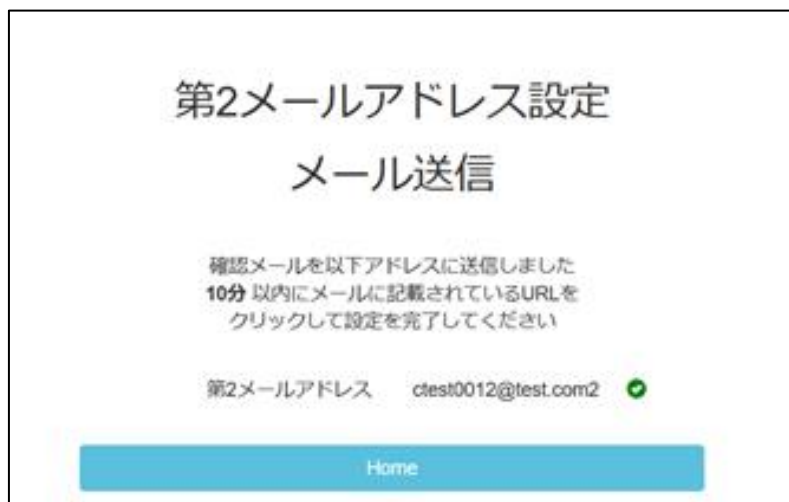 第2メールアドレス設定
メール送信
確認メールを以下アドレスに送信しました
10分 以内にメールに記載されているURLを
クリックして設定を完了してください
第2メールアドレス ctest0012@test.com2
Home